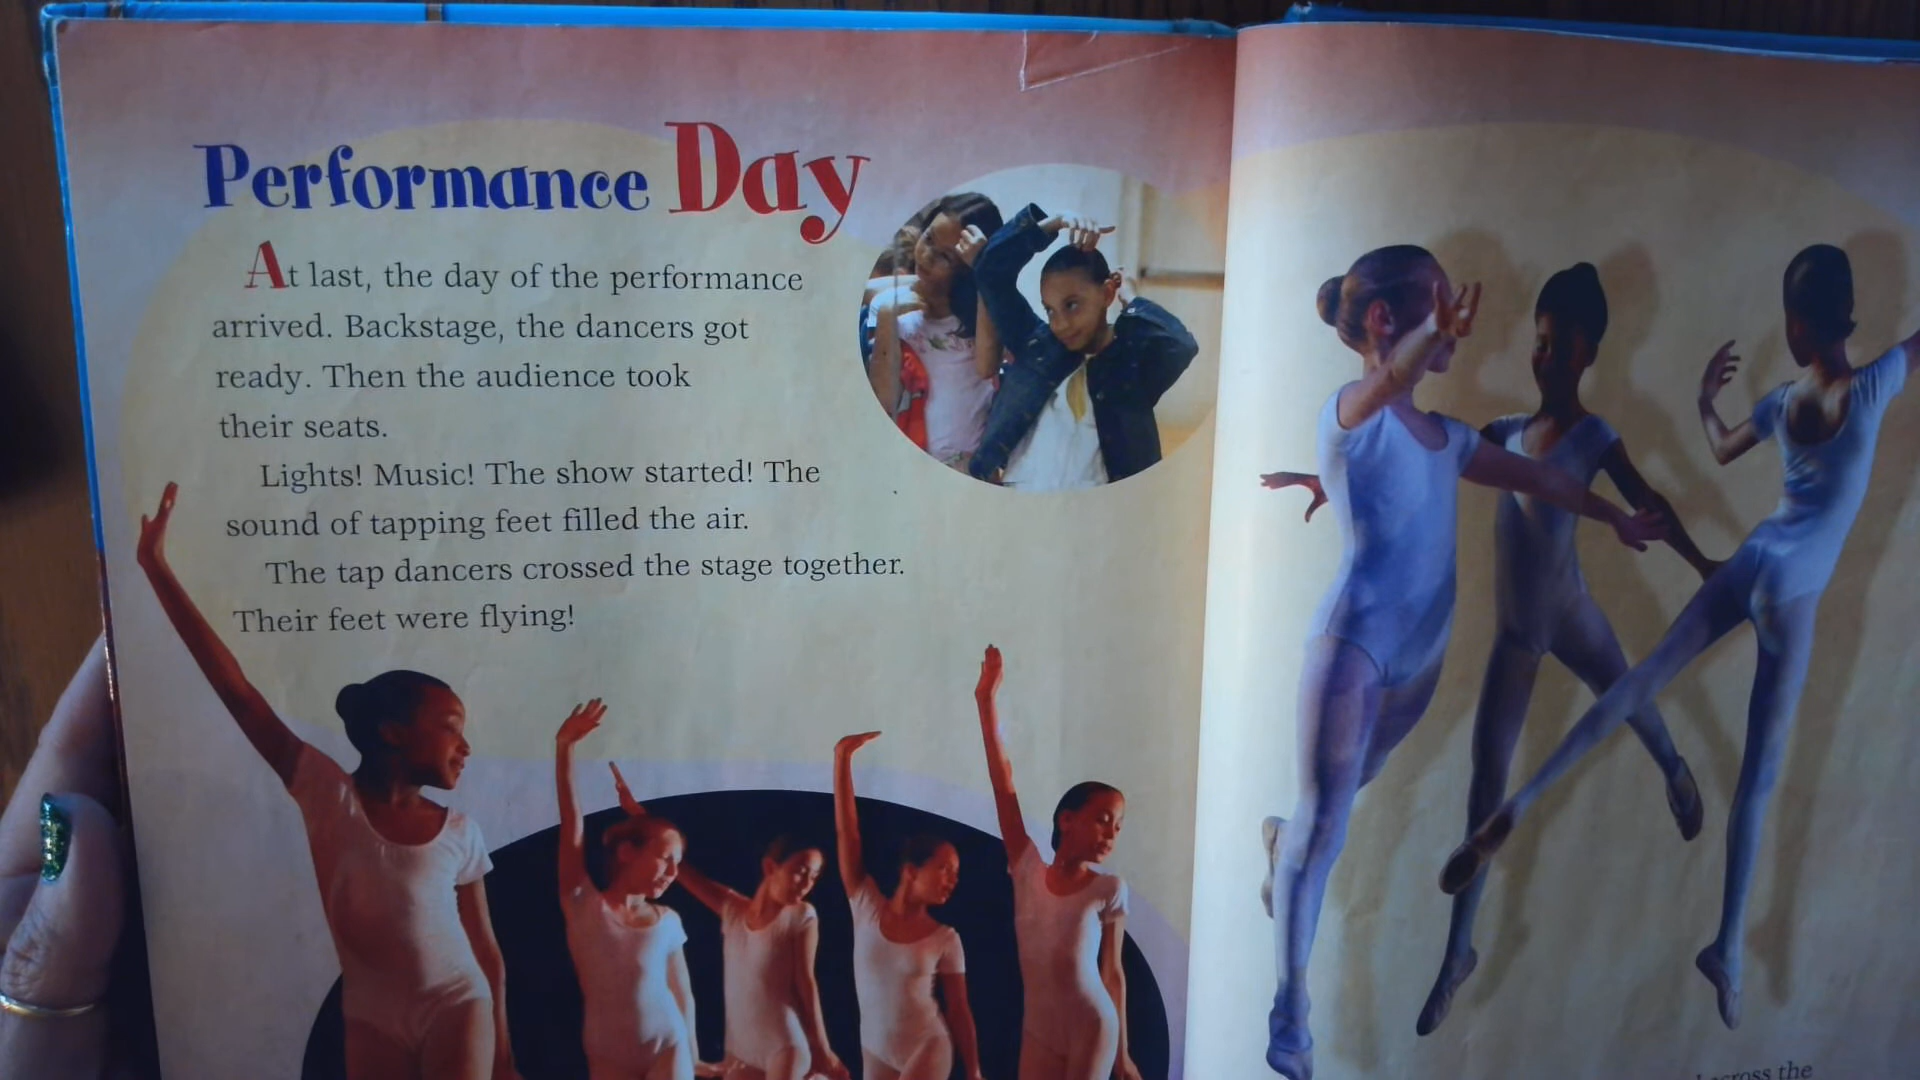 Performance Day
At last, the day of the performance
arrived. Backstage, the dancers got
ready. Then the audience took
their seats.
Lights! Music! The show started! The
sound of tapping feet filled the air.
The tap dancers crossed the stage together.
Their feet were flying!
across the